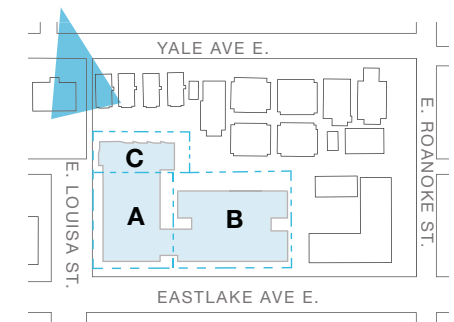 YALE AVE E.
E. ROANOKE ST.
C
E. LOUISA ST.
A
B
EASTLAKE AVE E.